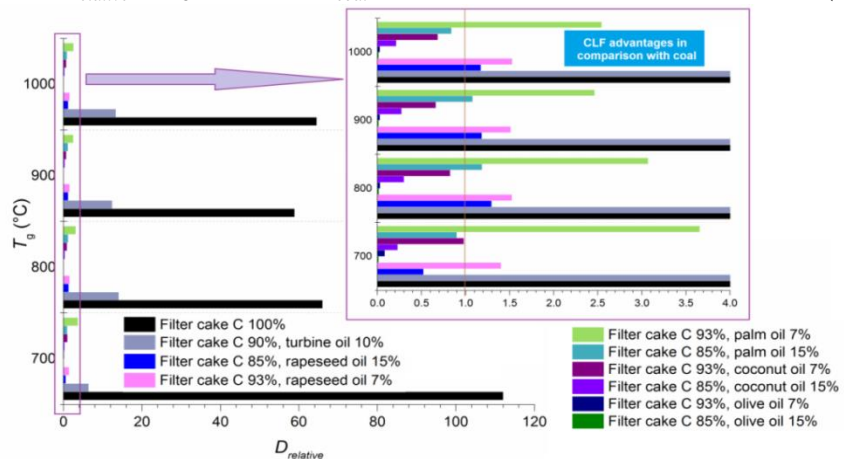 CLF advantages in
comparison with coal
1000
900
800
700
0.0 0.5 1.0 1.5 2.0 2.5 3.0 3.5 4.0
1000
900
800
700
Tg (°C)
0 20 40 60 80 100 120
Drelative
Filter cake C 100%
Filter cake C 90%, turbine oil 10%
Filter cake C 85%, rapeseed oil 15%
Filter cake C 93%, rapeseed oil 7%
Filter cake C 93%, palm oil 7%
Filter cake C 85%, palm oil 15%
Filter cake C 93%, coconut oil 7%
Filter cake C 85%, coconut oil 15%
Filter cake C 93%, olive oil 7%
Filter cake C 85%, olive oil 15%